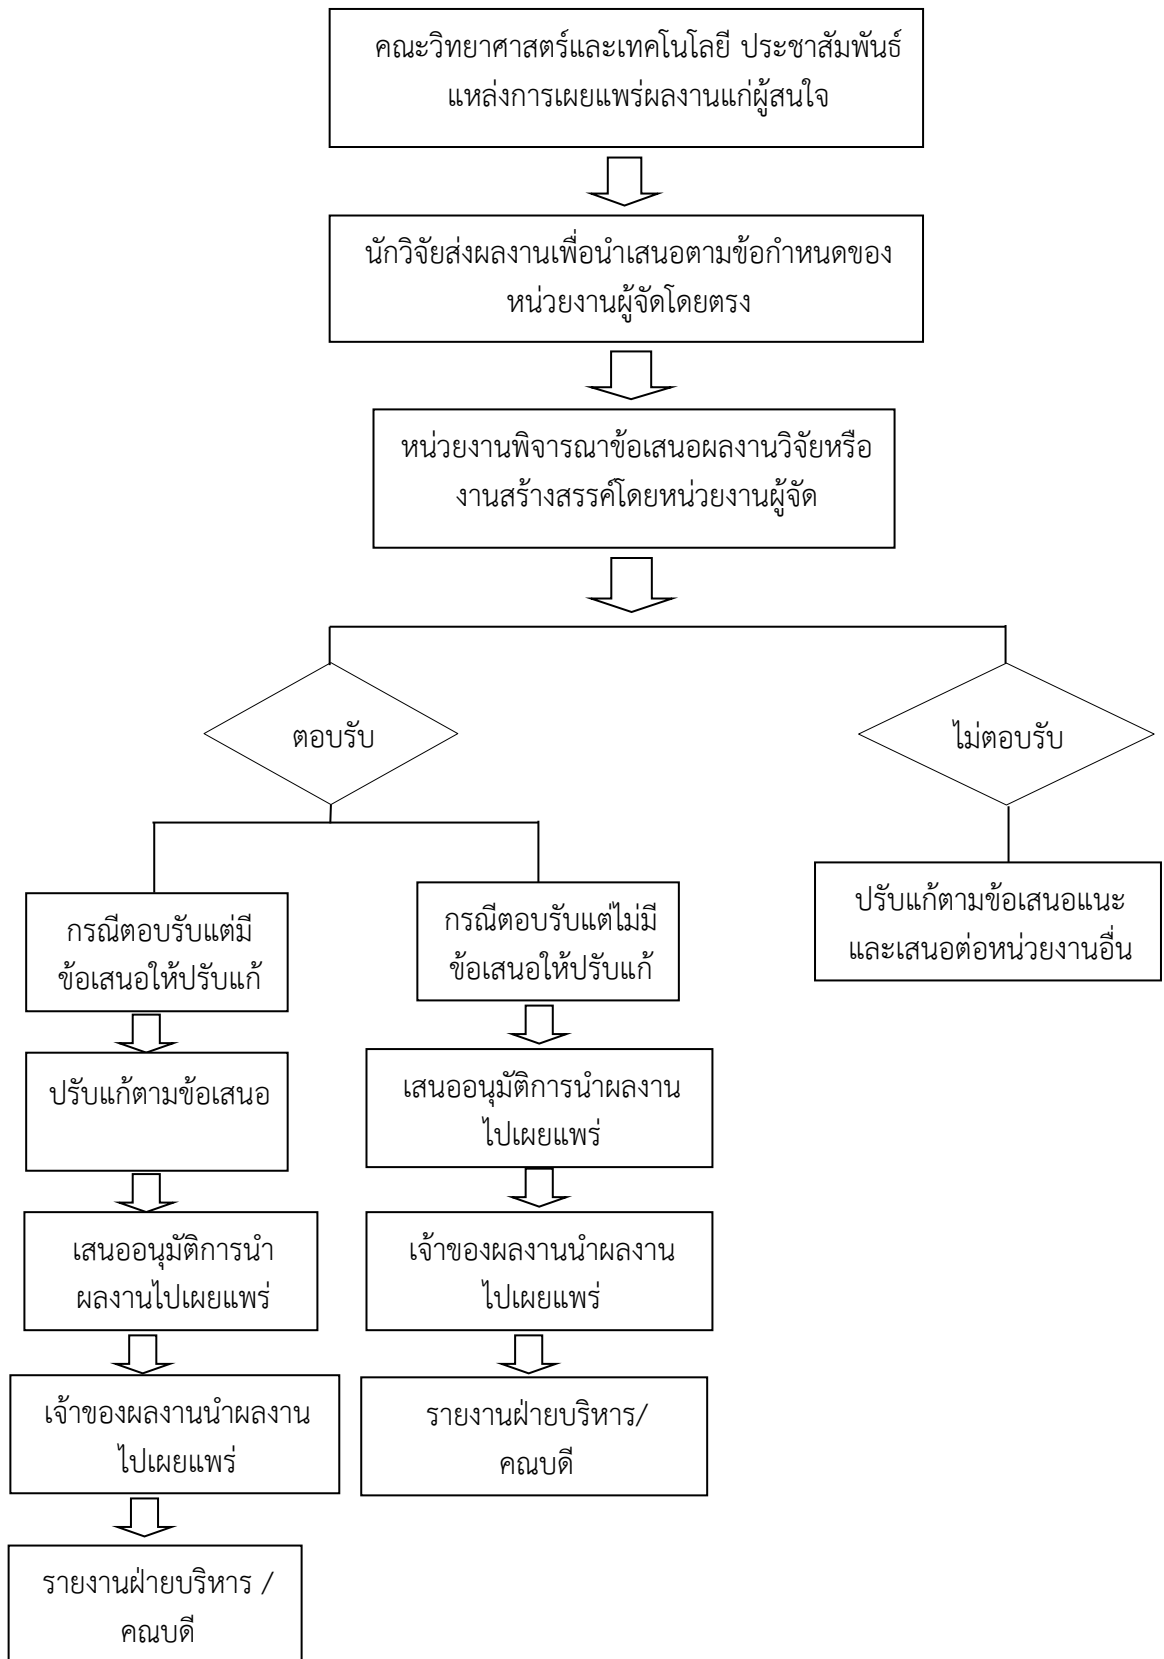 คณะวิทยาศาสตร์และเทคโนโลยี ประชาสัมพันธ์
แหล่งการเผยแพร่ผลงานแก่ผู้สนใจ
นักวิจัยส่งผลงานเพื่อนำเสนอตามข้อกำหนดของ
หน่วยงานผู้จัดโดยตรง
หน่วยงานพิจารณาข้อเสนอผลงานวิจัยหรือ
งานสร้างสรรค์โดยหน่วยงานผู้จัด
ตอบรับ
ไม่ตอบรับ
กรณีตอบรับแต่มี
ข้อเสนอให้ปรับแก้
ปรับแก้ตามข้อเสนอ
เสนออนุมัติการนำ
ผลงานไปเผยแพร่
เจ้าของผลงานนำผลงาน
ไปเผยแพร่
รายงานฝ่ายบริหาร /
คณบดี
กรณีตอบรับแต่ไม่มี
ข้อเสนอให้ปรับแก้
เสนออนุมัติการนำผลงาน
ไปเผยแพร่
เจ้าของผลงานนำผลงาน
ไปเผยแพร่
รายงานฝ่ายบริหาร/
คณบดี
ปรับแก้ตามข้อเสนอแนะ
และเสนอต่อหน่วยงานอื่น